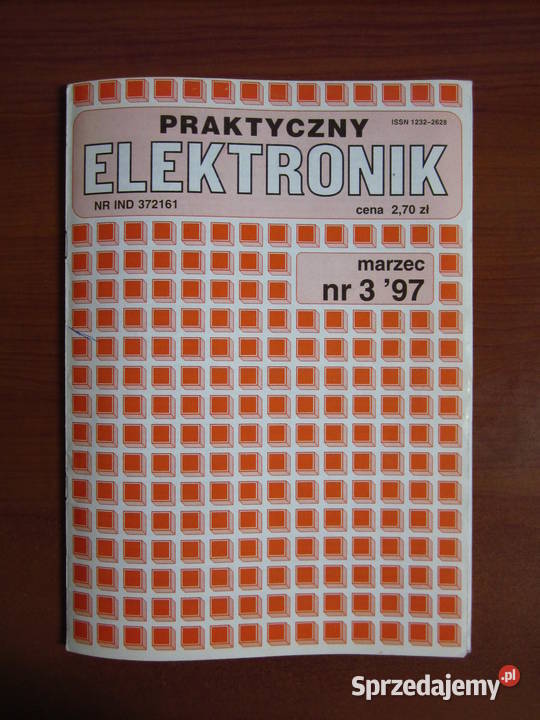 PRAKTYCZNY
ISSN 1232-2628
ELEKTRONIK
NR IND 372161
cena 2,70 zł
marzec
nr 3 '97
Sprzedajemy.pl